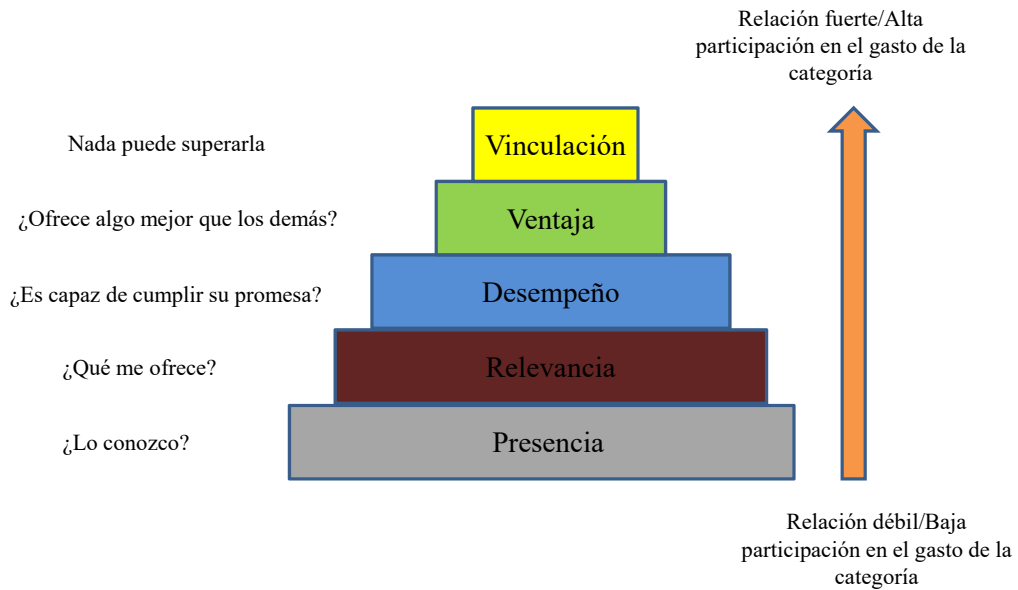 Relación fuerte/Alta
participación en el gasto de la
categoría
Nada puede superarla
Vinculación
¿Ofrece algo mejor que los demás?
Ventaja
¿Es capaz de cumplir su promesa?
Desempeño
¿Qué me ofrece?
Relevancia
¿Lo conozco?
Presencia
Relación débil/Baja
participación en el gasto de la
categoría